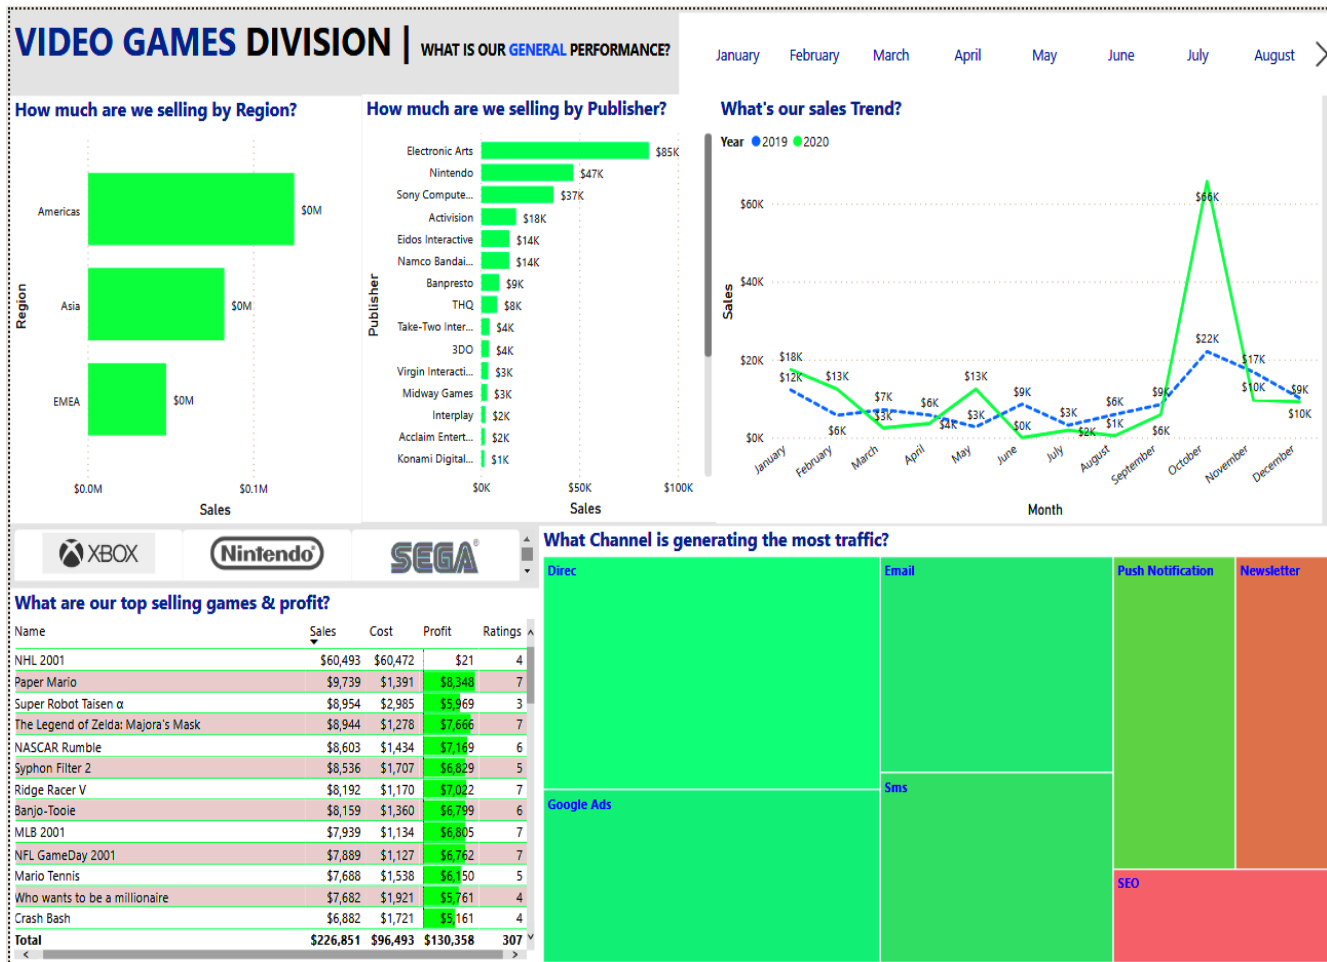 VIDEO GAMES DIVISION | WHAT IS OUR GENERAL PERFORMANCE?
January February March April May June July August
How much are we selling by Region?
Region
Americas $0M
Asia $0M
EMEA $0M
$0.0M $0.1M
Sales
How much are we selling by Publisher?
Publisher
Electronic Arts $85K
Nintendo $47K
Sony Compute... $37K
Activision $18K
Eidos Interactive $14K
Namco Bandai... $14K
Banpresto $9K
THQ $8K
Take-Two Inter... $4K
3DO $4K
Virgin Interacti... $3K
Midway Games $3K
Interplay $2K
Acclaim Entert... $2K
Konami Digital... $1K
$0K $50K $100K
Sales
What's our sales Trend?
Year 2019 2020
Sales
$60K
$40K
$20K
$0K
$18K $13K $3K $4K $13K $0K $2K $1K $6K $66K $10K $9K
$12K $6K $7K $6K $3K $9K $3K $6K $9K $22K $17K $10K
January February March April May June July August September October November December
Month
XBOX
Nintendo®
SEGA®
What are our top selling games & profit?
Name Sales Cost Profit Ratings
NHL 2001 $60,493 $60,472 $21 4
Paper Mario $9,739 $1,391 $8,348 7
Super Robot Taisen α $8,954 $2,985 $5,969 3
The Legend of Zelda: Majora's Mask $8,944 $1,278 $7,666 7
NASCAR Rumble $8,603 $1,434 $7,169 6
Syphon Filter 2 $8,536 $1,707 $6,829 5
Ridge Racer V $8,192 $1,170 $7,022 7
Banjo-Tooie $8,159 $1,360 $6,799 6
MLB 2001 $7,939 $1,134 $6,805 7
NFL GameDay 2001 $7,889 $1,127 $6,762 7
Mario Tennis $7,688 $1,538 $6,150 5
Who wants to be a millionaire $7,682 $1,921 $5,761 4
Crash Bash $6,882 $1,721 $5,161 4
Total $226,851 $96,493 $130,358 307
What Channel is generating the most traffic?
Direc
Email
Push Notification
Newsletter
Google Ads
Sms
SEO